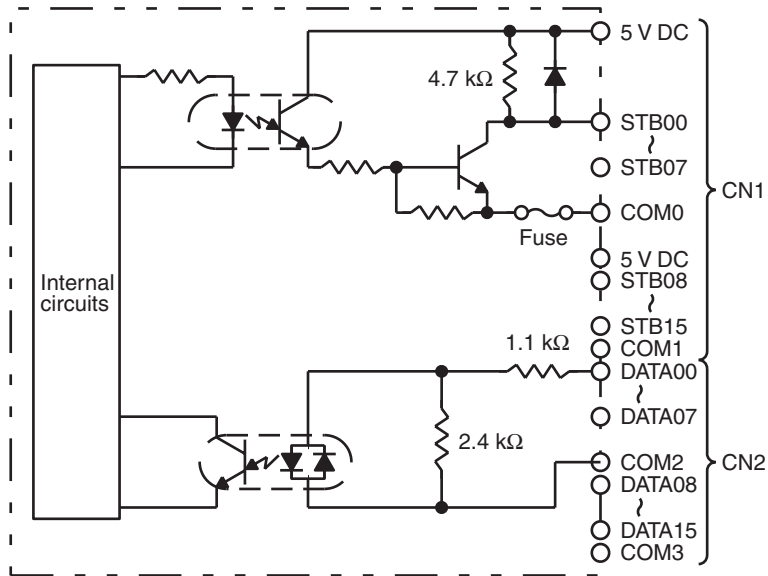 5 V DC
4.7 kΩ
STB00
~
STB07
CN1
COM0
Fuse
5 V DC
STB08
~
Internal
circuits
STB15
1.1 kΩ
COM1
DATA00
~
DATA07
2.4 kΩ
COM2
CN2
DATA08
~
DATA15
COM3